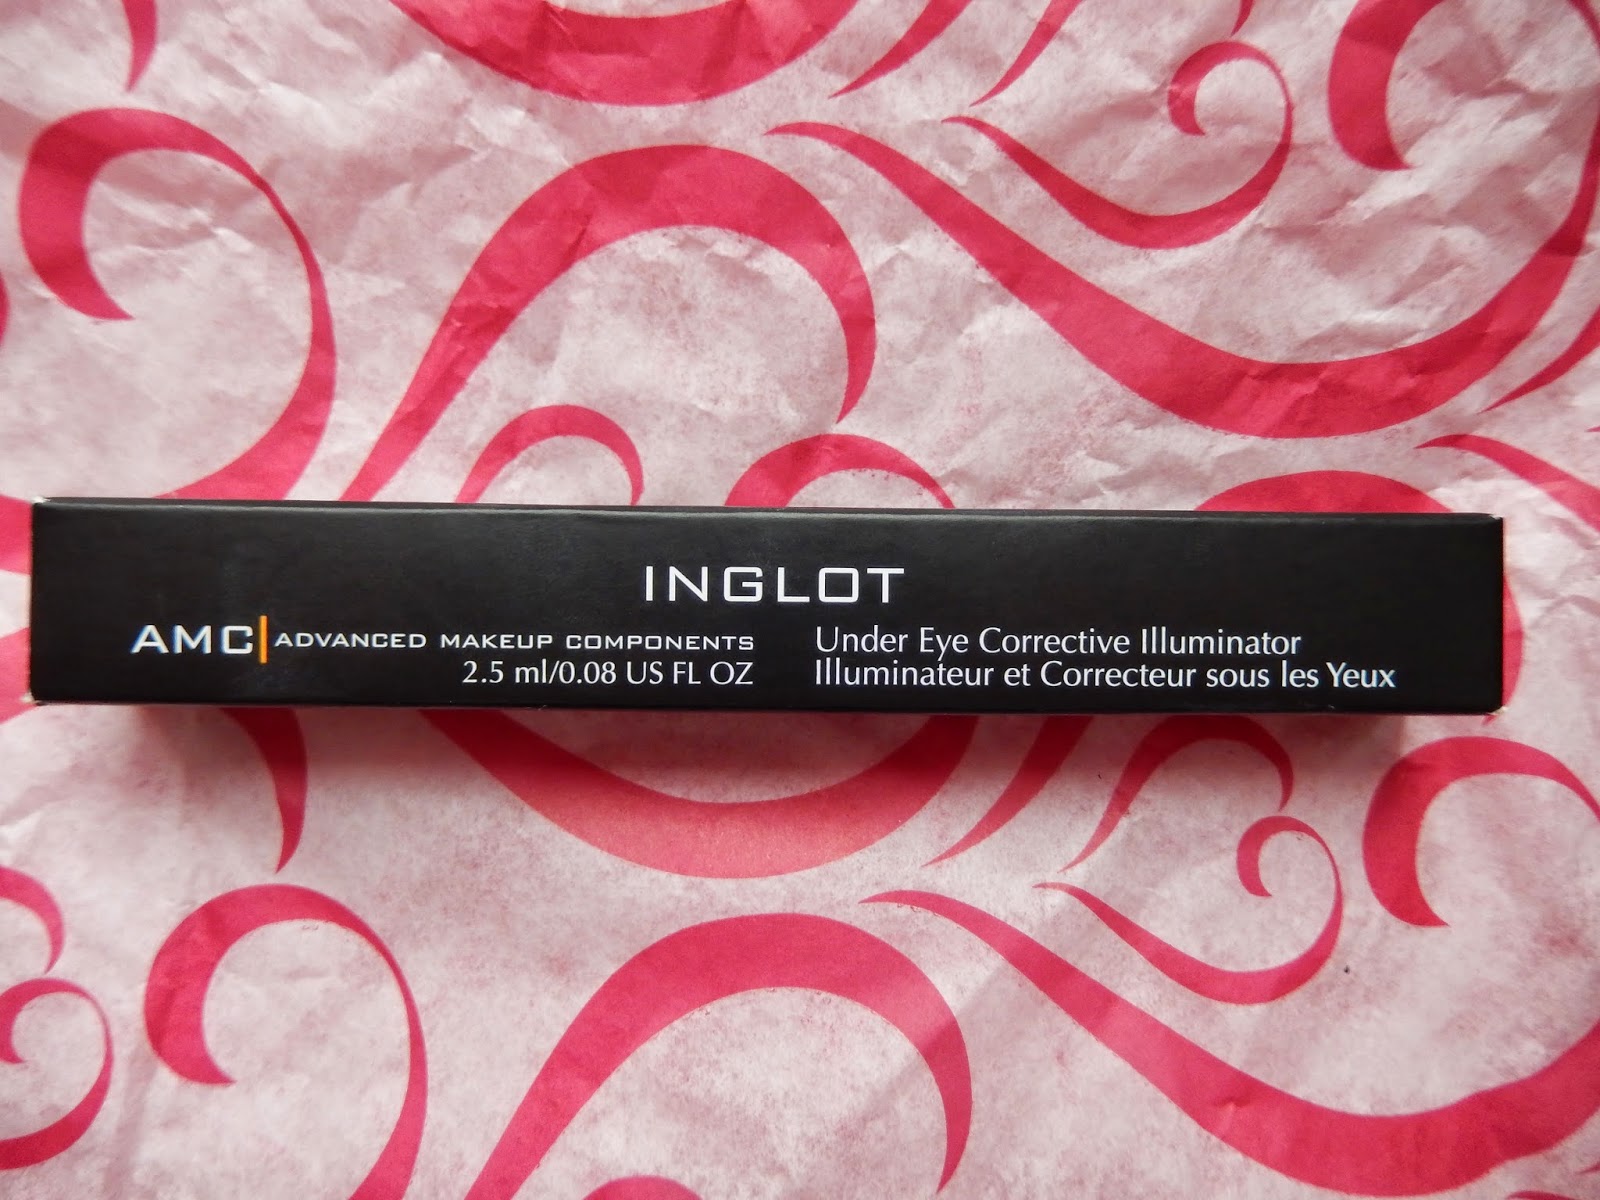 INGLOT
AMC|ADVANCED MAKEUP COMPONENTS
2.5 ml/0.08 US FL OZ
Under Eye Corrective Illuminator
Illuminateur et Correcteur sous les Yeux